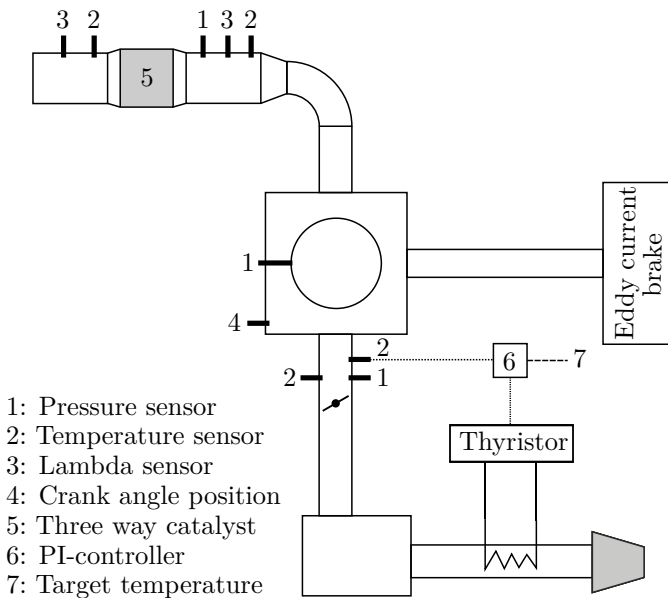 3 2 1 3 2
5
1
4
Eddy current
brake
2
2 1
6 7
Thyristor
1: Pressure sensor
2: Temperature sensor
3: Lambda sensor
4: Crank angle position
5: Three way catalyst
6: PI-controller
7: Target temperature